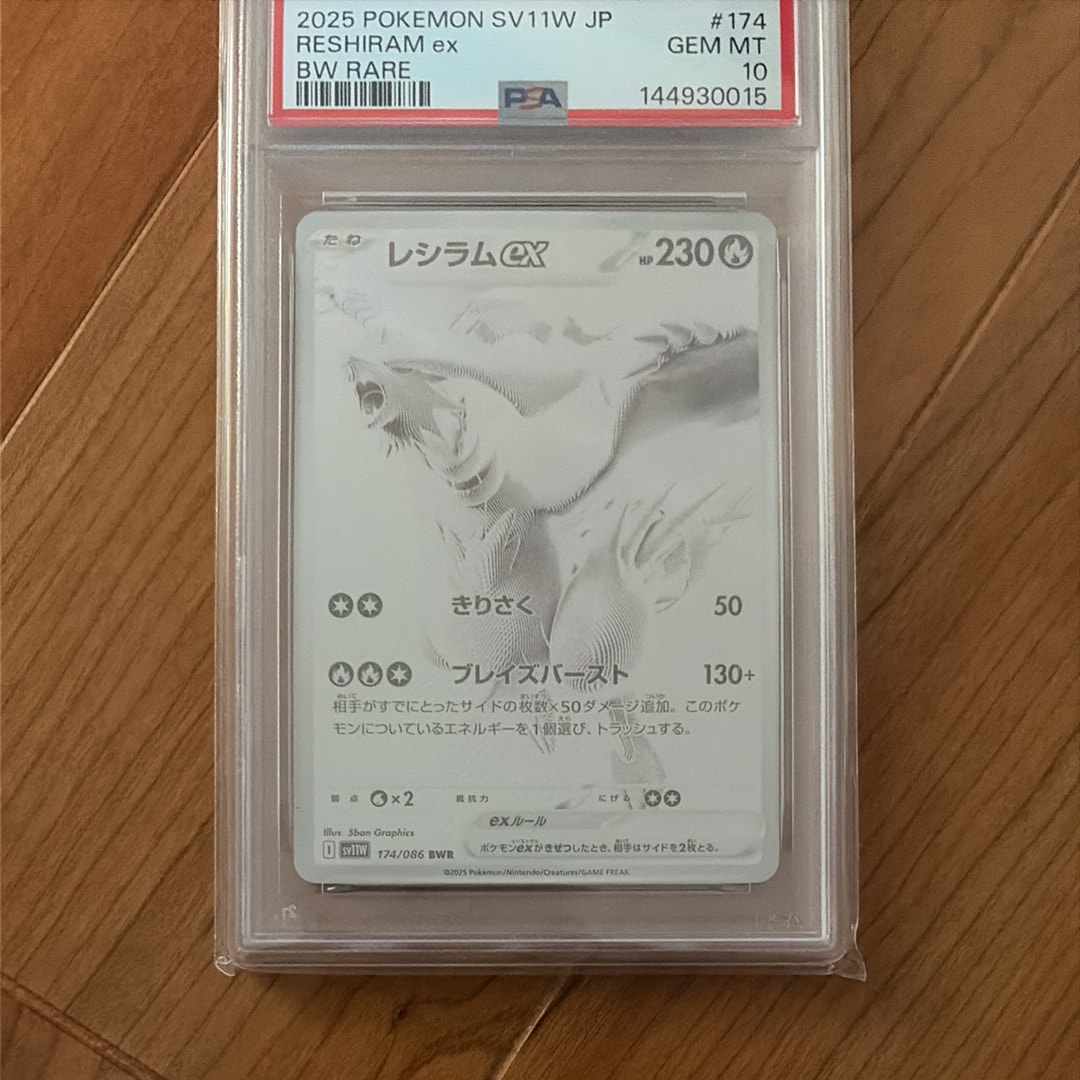 2025 POKEMON SV11W JP #174
RESHIRAM ex GEM MT
BW RARE 10
PSA 144930015
たね レシラムex HP 230
きりさく 50
ブレイズバースト 130+
相手がすでにとったサイドの枚数×50ダメージ追加。このポケ
モンについているエネルギーを1個選び、トラッシュする。
弱点 ×2 抵抗力 にげる
exルール
ポケモンexがきぜつしたとき、相手はサイドを2枚とる。
Illus. 5ban Graphics
I sv11W 174/086 BWR
©2025 Pokémon/Nintendo/Creatures/GAME FREAK.